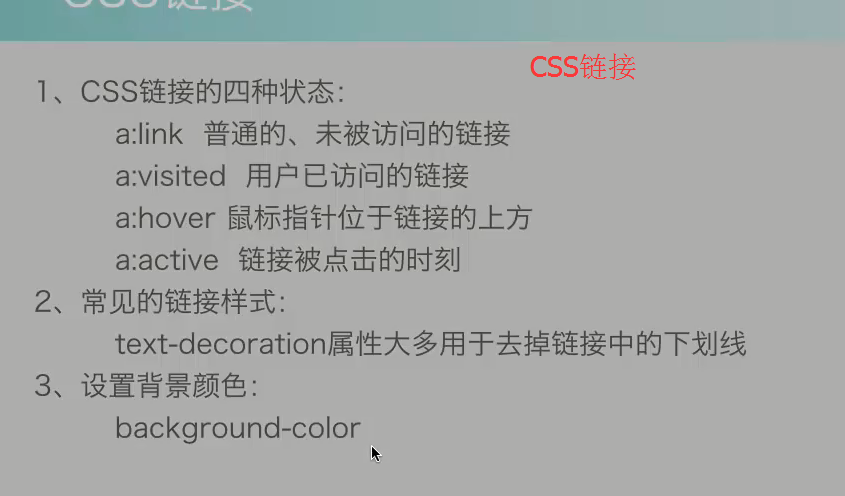 CSS链接
CSS链接
1、CSS链接的四种状态：
a:link 普通的、未被访问的链接
a:visited 用户已访问的链接
a:hover 鼠标指针位于链接的上方
a:active 链接被点击的时刻
2、常见的链接样式：
text-decoration属性大多用于去掉链接中的下划线
3、设置背景颜色：
background-color